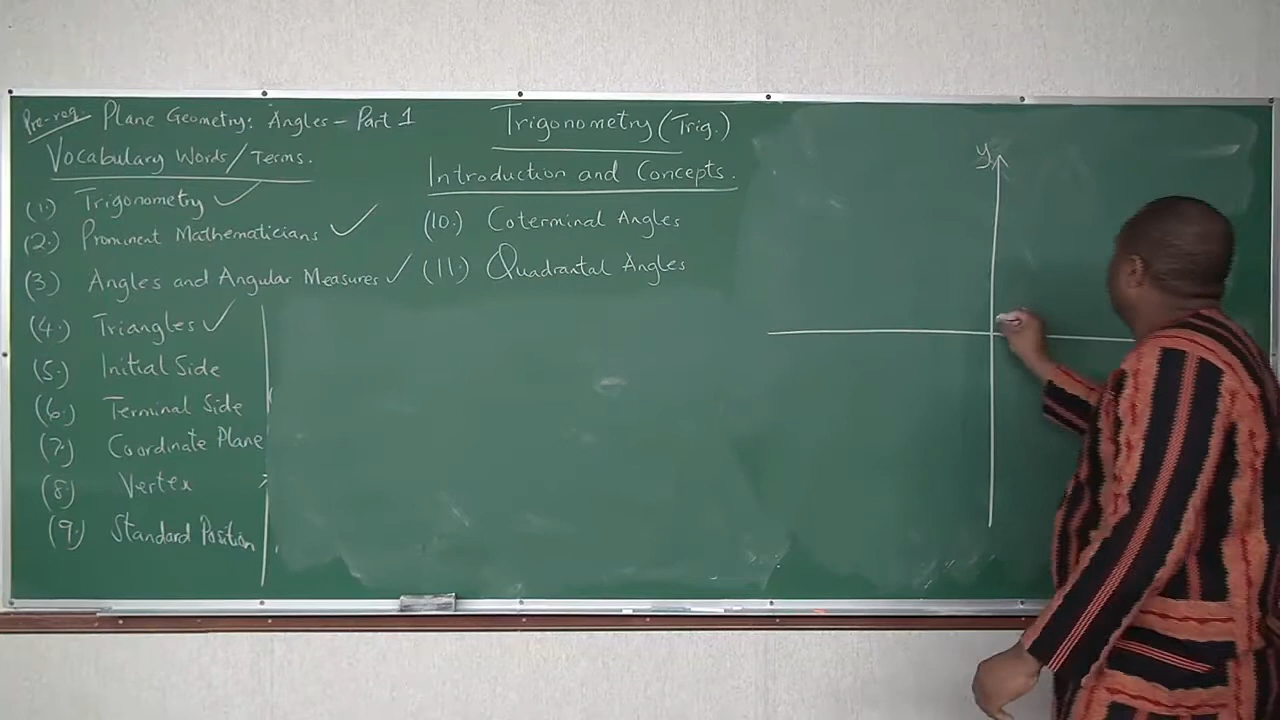 Pre-req. Plane Geometry: Angles - Part 1
Vocabulary Words/Terms.
(1.) Trigonometry ✓
(2.) Prominent Mathematicians ✓
(3.) Angles and Angular Measures ✓
(4.) Triangles ✓
(5.) Initial Side
(6.) Terminal Side
(7.) Coordinate Plane
(8.) Vertex
(9.) Standard Position
Trigonometry (Trig.)
Introduction and Concepts.
(10.) Coterminal Angles
(11.) Quadrantal Angles
y